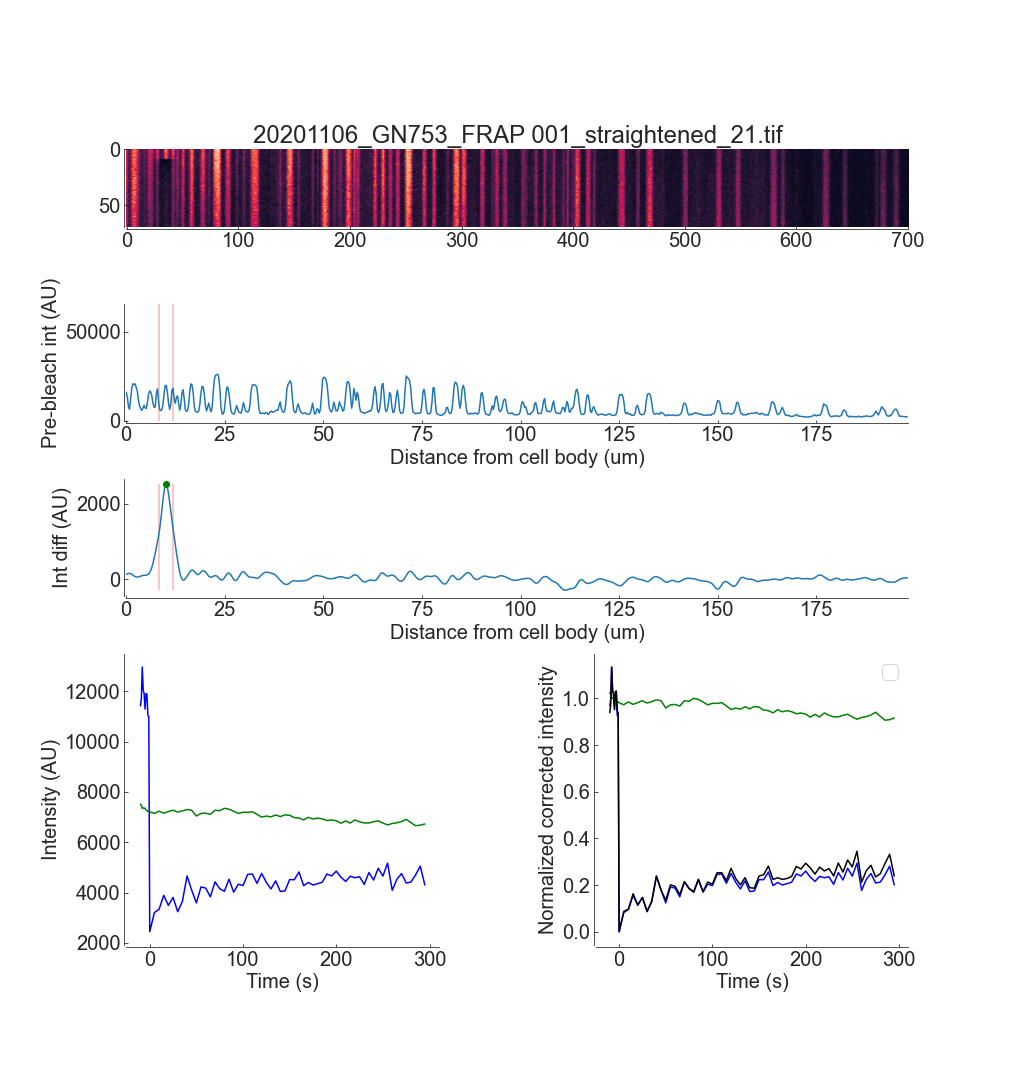 20201106_GN753_FRAP 001_straightened_21.tif
0
50
0 100 200 300 400 500 600 700
Pre-bleach int (AU)
50000
0
0 25 50 75 100 125 150 175
Distance from cell body (um)
Int diff (AU)
2000
0
0 25 50 75 100 125 150 175
Distance from cell body (um)
Intensity (AU)
12000
10000
8000
6000
4000
2000
0 100 200 300
Time (s)
Normalized corrected intensity
1.0
0.8
0.6
0.4
0.2
0.0
0 100 200 300
Time (s)